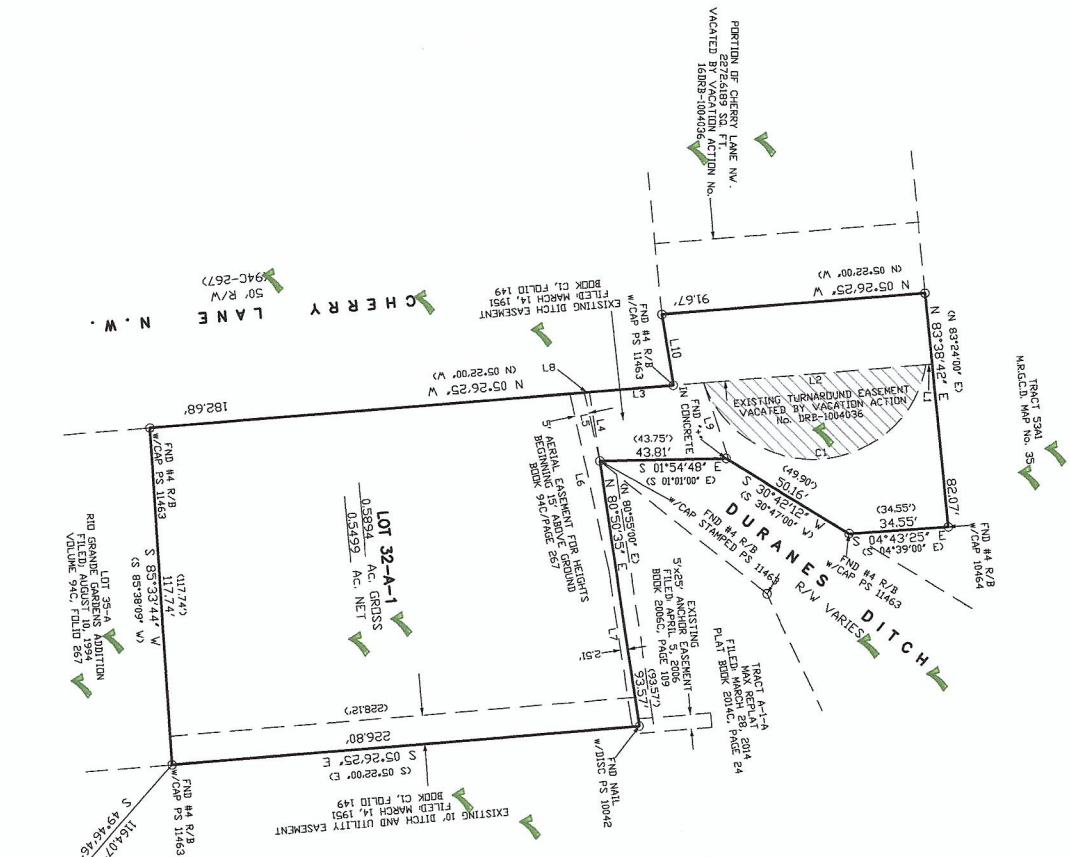 PORTION OF CHERRY LANE NW.
2272.6189 SQ. FT.
VACATED BY VACATION ACTION No.
16DRB-1004036
TRACT 53A1
M.R.G.C.D. MAP No. 35
N 05°26'25" W
(N 05°22'00" W)
91.67'
N 83°38'42" E
(N 83°24'00" E)
82.07'
L1
L2
EXISTING TURNAROUND EASEMENT
VACATED BY VACATION ACTION
No. DRB-1004036
C1
L10
FND #4 R/B
w/CAP PS 11463
EXISTING DITCH EASEMENT
FILED: MARCH 14, 1951
BOOK C1, FOLIO 149
CHERRY LANE N.W.
50' R/W
(94C-267)
N 05°26'25" W
(N 05°22'00" W)
182.68'
L8
L3
L4
L5
L6
L7
L9
FND "+"
IN CONCRETE
(43.75')
43.81'
S 01°54'48" E
(S 01°01'00" E)
(49.90')
50.16'
S 30°42'12" W
(S 30°47'00" W)
(34.55')
34.55'
S 04°43'25" E
(S 04°39'00" E)
FND #4 R/B
w/CAP 10464
FND #4 R/B
w/CAP PS 11463
FND #4 R/B
w/CAP STAMPED PS 11463
DURANES DITCH
R/W VARIES
5' AERIAL EASEMENT FOR HEIGHTS
BEGINNING 15' ABOVE GROUND
BOOK 94C/PAGE 267
(N 80°55'00" E)
N 80°50'35" E
2.51'
93.57'
(93.57')
EXISTING
5'x25' ANCHOR EASEMENT
FILED: APRIL 5, 2006
BOOK 2006C, PAGE 109
TRACT A-1-A
MAX REPLAT
FILED: MARCH 28, 2014
PLAT BOOK 2014C, PAGE 24
FND NAIL
w/DISC PS 10042
LOT 32-A-1
0.5894 Ac. GROSS
0.5499 Ac. NET
FND #4 R/B
w/CAP PS 11463
S 85°33'44" W
(S 85°38'09" W)
117.74'
(117.74')
LOT 35-A
RIO GRANDE GARDENS ADDITION
FILED: AUGUST 10, 1994
VOLUME 94C, FOLIO 267
(228.12')
226.80'
S 05°26'25" E
(S 05°22'00" E)
EXISTING 10' DITCH AND UTILITY EASEMENT
FILED: MARCH 14, 1951
BOOK C1, FOLIO 149
FND #4 R/B
w/CAP PS 11463
S 49°46'46
1164.07